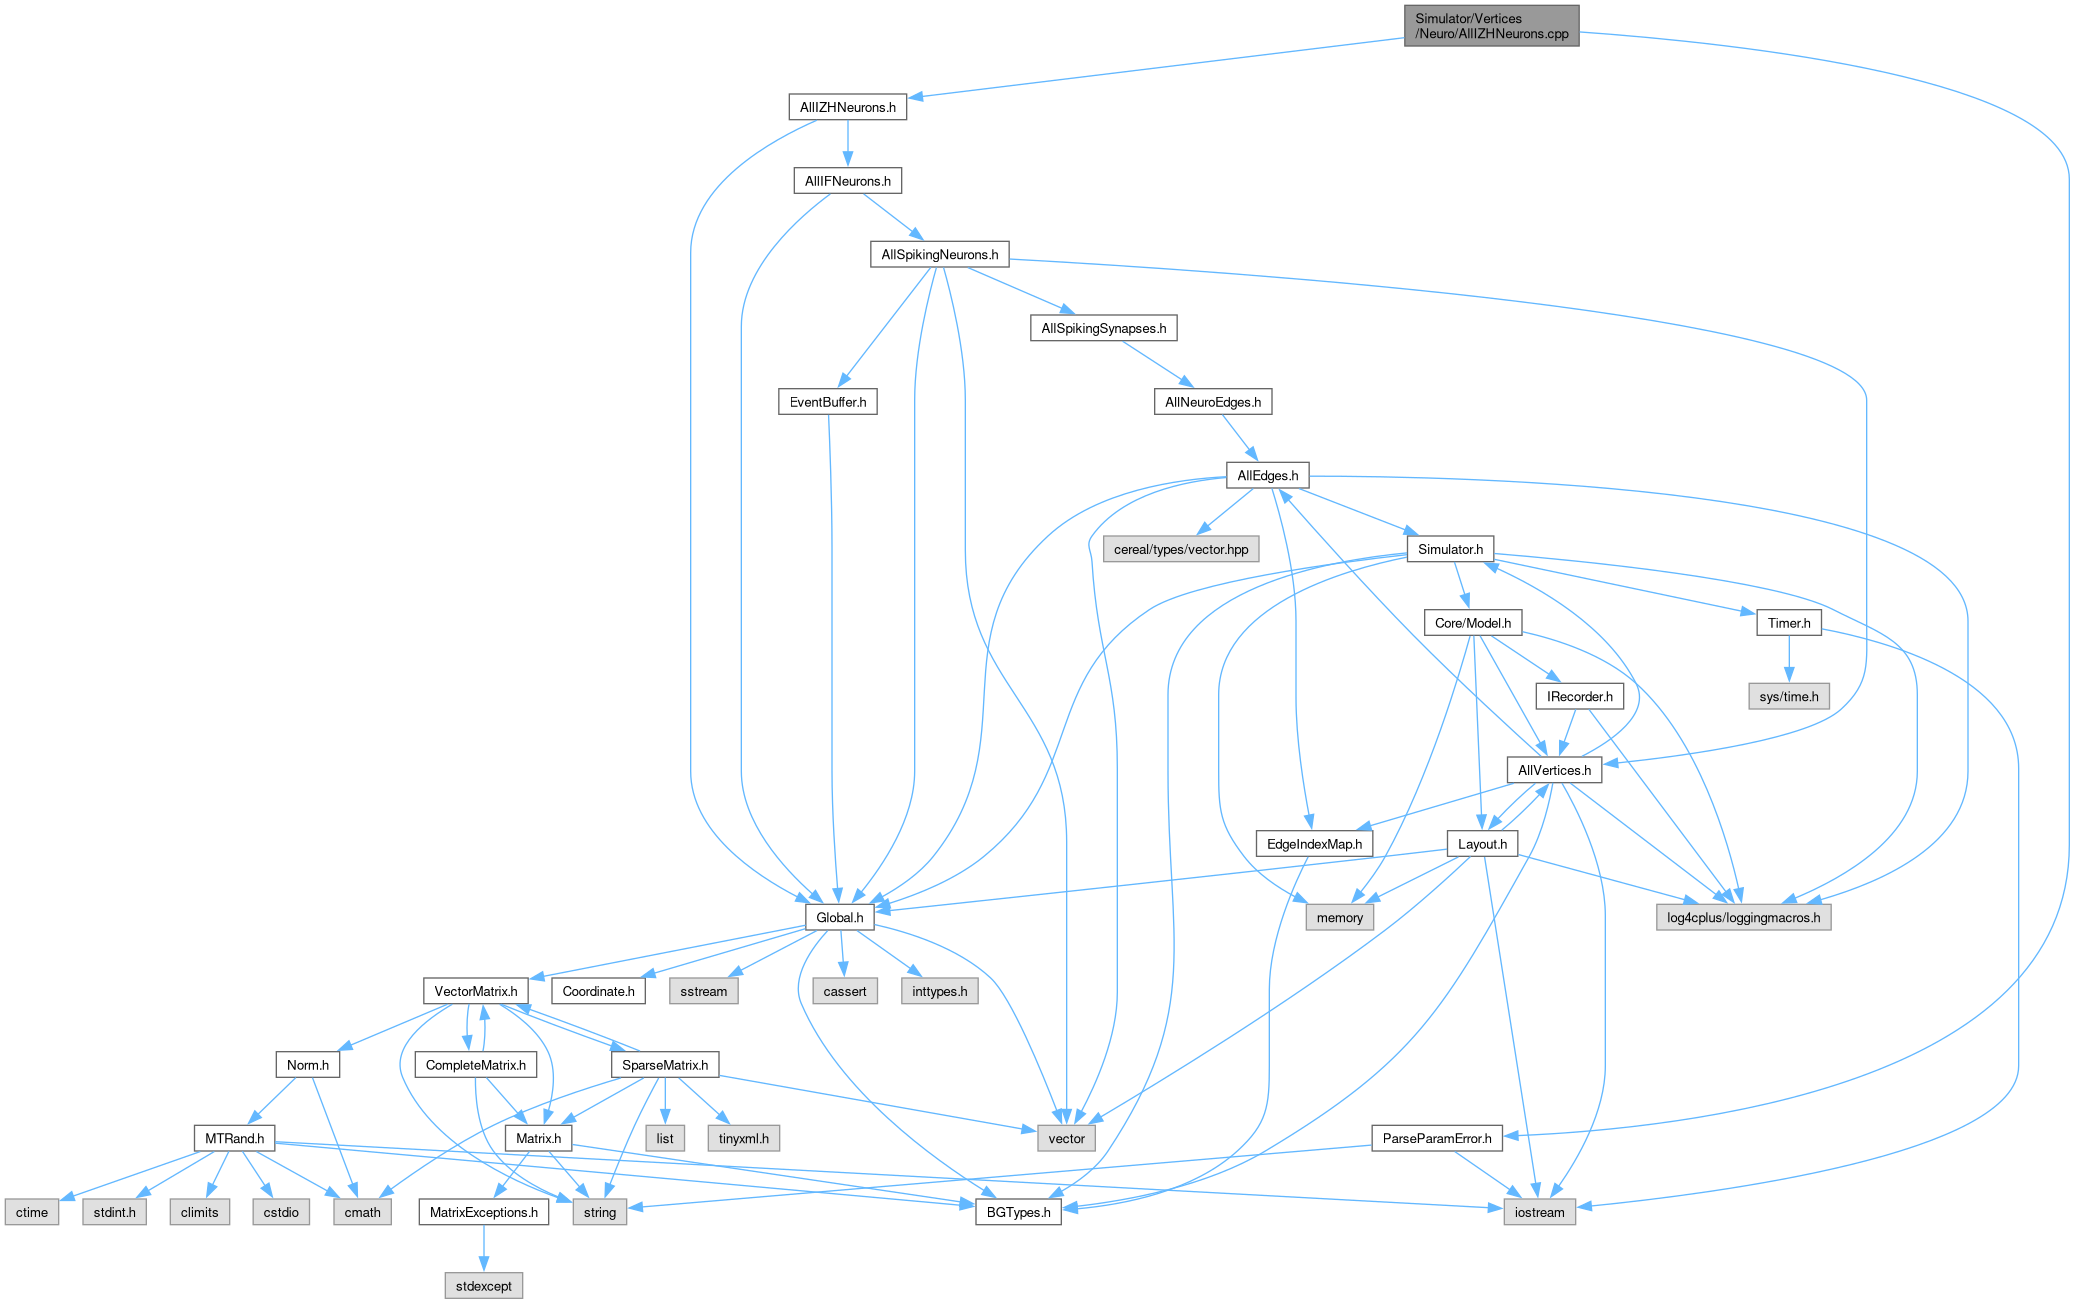 Simulator/Vertices
/Neuro/AllIZHNeurons.cpp
AllIZHNeurons.h
AllIFNeurons.h
AllSpikingNeurons.h
AllSpikingSynapses.h
EventBuffer.h
AllNeuroEdges.h
AllEdges.h
cereal/types/vector.hpp
Simulator.h
Core/Model.h
Timer.h
IRecorder.h
sys/time.h
AllVertices.h
EdgeIndexMap.h
Layout.h
Global.h
memory
log4cplus/loggingmacros.h
VectorMatrix.h
Coordinate.h
sstream
cassert
inttypes.h
Norm.h
CompleteMatrix.h
SparseMatrix.h
MTRand.h
Matrix.h
list
tinyxml.h
vector
ParseParamError.h
ctime
stdint.h
climits
cstdio
cmath
MatrixExceptions.h
string
BGTypes.h
iostream
stdexcept